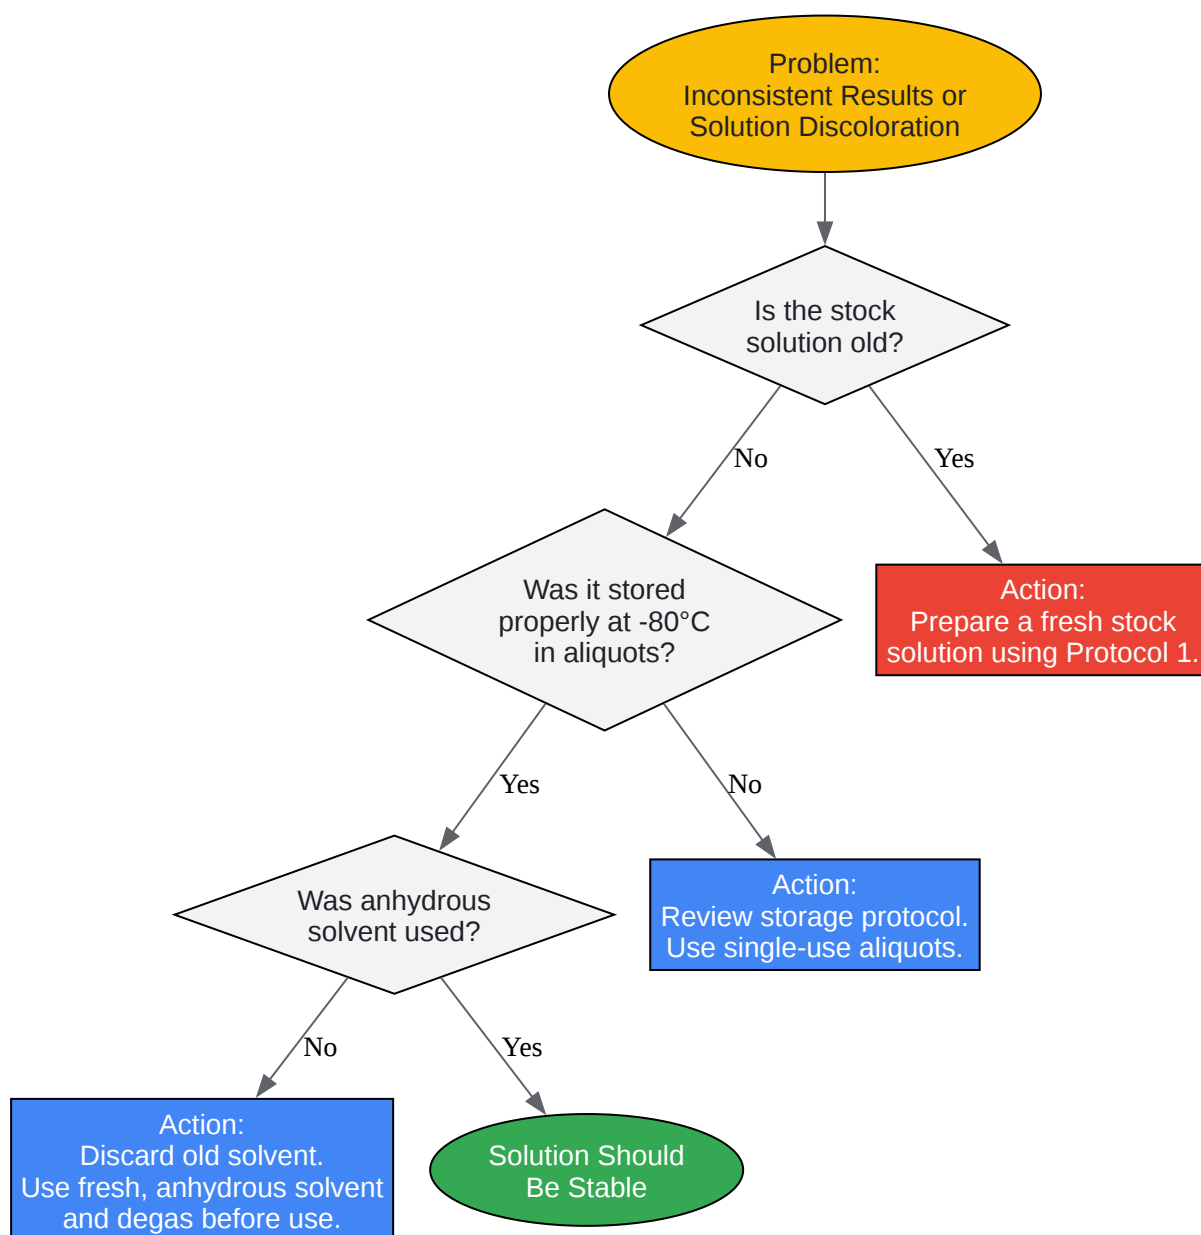 Problem:
Inconsistent Results or
Solution Discoloration
Is the stock
solution old?
No
Yes
Was it stored
properly at -80°C
in aliquots?
Action:
Prepare a fresh stock
solution using Protocol 1.
Yes
No
Was anhydrous
solvent used?
Action:
Review storage protocol.
Use single-use aliquots.
No
Yes
Action:
Discard old solvent.
Use fresh, anhydrous solvent
and degas before use.
Solution Should
Be Stable